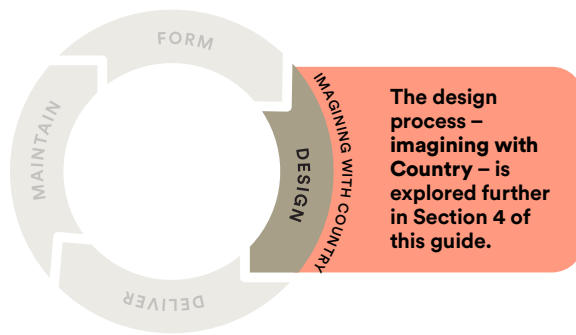 FORM
MAINTAIN
DESIGN
IMAGINING WITH COUNTRY
DELIVER
The design
process –
imagining with
Country – is
explored further
in Section 4 of
this guide.